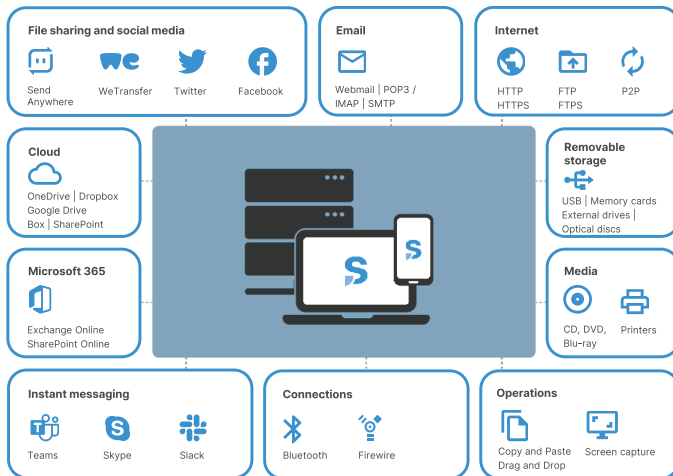 File sharing and social media
Send
Anywhere
WeTransfer
Twitter
Facebook
Email
Webmail | POP3 /
IMAP | SMTP
Internet
HTTP
HTTPS
FTP
FTPS
P2P
Cloud
OneDrive | Dropbox
Google Drive
Box | SharePoint
Removable
storage
USB | Memory cards
External drives |
Optical discs
S
S
Microsoft 365
Exchange Online
SharePoint Online
Media
CD, DVD,
Blu-ray
Printers
Instant messaging
Teams
Skype
Slack
Connections
Bluetooth
Firewire
Operations
Copy and Paste
Drag and Drop
Screen capture